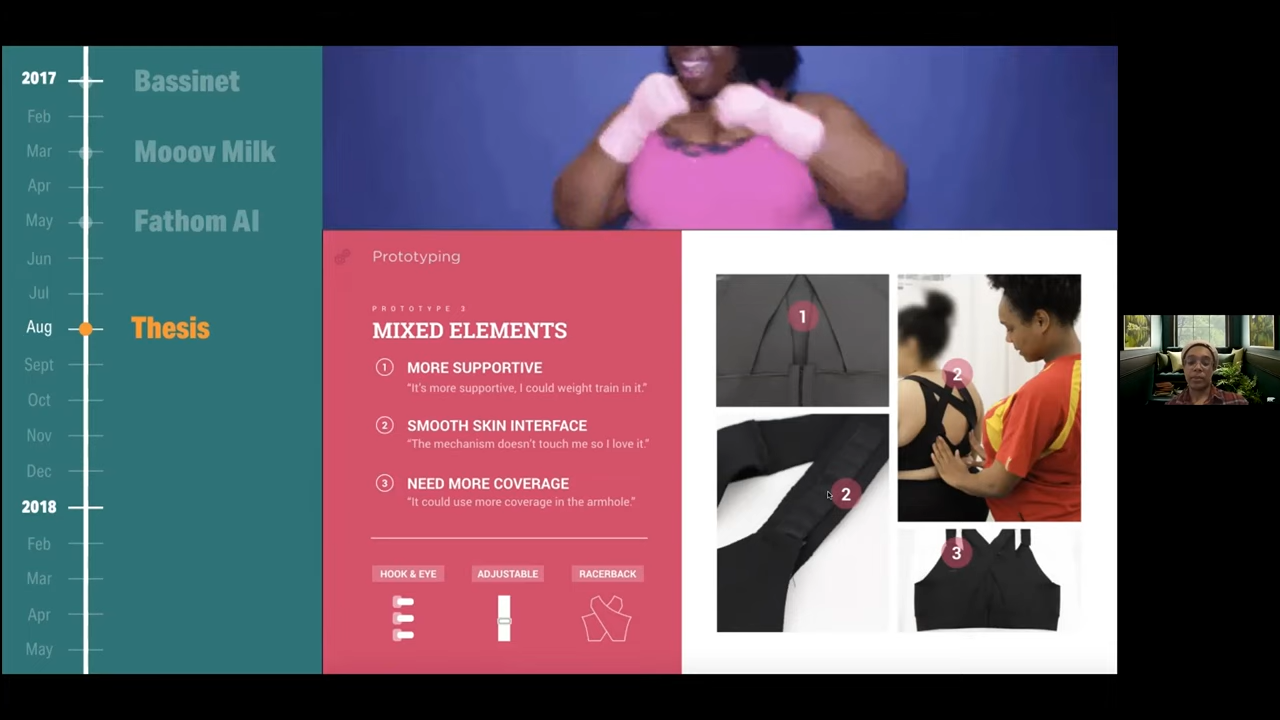 2017
Feb
Mar
Apr
May
Jun
Jul
Aug
Sept
Oct
Nov
Dec
2018
Feb
Mar
Apr
May
Bassinet
Mooov Milk
Fathom AI
Thesis
Prototyping
PROTOTYPE 3
MIXED ELEMENTS
1 MORE SUPPORTIVE
“It’s more supportive, I could weight train in it.”
2 SMOOTH SKIN INTERFACE
“The mechanism doesn’t touch me so I love it.”
3 NEED MORE COVERAGE
“It could use more coverage in the armhole.”
HOOK & EYE
ADJUSTABLE
RACERBACK
1
2
2
3